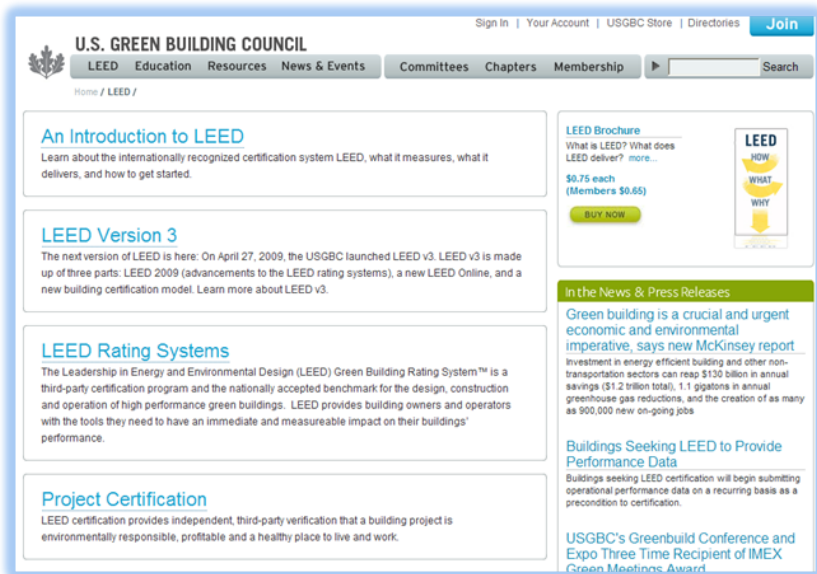 Sign In | Your Account | USGBC Store | Directories
Join
U.S. GREEN BUILDING COUNCIL
LEED Education Resources News & Events Committees Chapters Membership Search
Home / LEED /
An Introduction to LEED
Learn about the internationally recognized certification system LEED, what it measures, what it
delivers, and how to get started.
LEED Version 3
The next version of LEED is here: On April 27, 2009, the USGBC launched LEED v3. LEED v3 is made
up of three parts: LEED 2009 (advancements to the LEED rating systems), a new LEED Online, and a
new building certification model. Learn more about LEED v3.
LEED Rating Systems
The Leadership in Energy and Environmental Design (LEED) Green Building Rating System™ is a
third-party certification program and the nationally accepted benchmark for the design, construction
and operation of high performance green buildings. LEED provides building owners and operators
with the tools they need to have an immediate and measureable impact on their buildings'
performance.
Project Certification
LEED certification provides independent, third-party verification that a building project is
environmentally responsible, profitable and a healthy place to live and work.
LEED Brochure
What is LEED? What does
LEED deliver? more...
$0.75 each
(Members $0.65)
BUY NOW
LEED
HOW
WHAT
WHY
In the News & Press Releases
Green building is a crucial and urgent
economic and environmental
imperative, says new McKinsey report
Investment in energy efficient building and other non-
transportation sectors can reap $130 billion in annual
savings ($1.2 trillion total), 1.1 gigatons in annual
greenhouse gas reductions, and the creation of as many
as 900,000 new on-going jobs
Buildings Seeking LEED to Provide
Performance Data
Buildings seeking LEED certification will begin submitting
operational performance data on a recurring basis as a
precondition to certification.
USGBC's Greenbuild Conference and
Expo Three Time Recipient of IMEX
Green Meetings Award